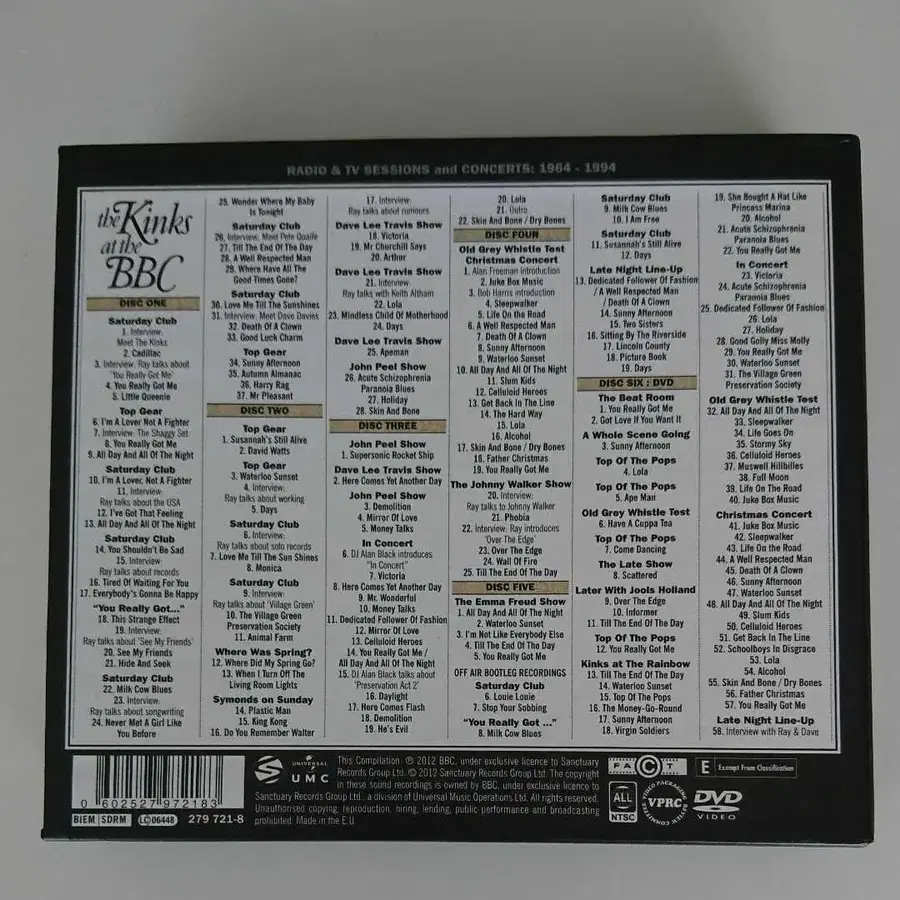 RADIO & TV SESSIONS and CONCERTS: 1964 - 1994
the Kinks
at the
BBC
DISC ONE
Saturday Club
1. Interview:
Meet The Kinks
2. Cadillac
3. Interview: Ray talks about
'You Really Got Me'
4. You Really Got Me
5. Little Queenie
Top Gear
6. I'm A Lover Not A Fighter
7. Interview: The Shaggy Set
8. You Really Got Me
9. All Day And All Of The Night
Saturday Club
10. I'm A Lover, Not A Fighter
11. Interview:
Ray talks about the USA
12. I've Got That Feeling
13. All Day And All Of The Night
Saturday Club
14. You Shouldn't Be Sad
15. Interview:
Ray talks about records
16. Tired Of Waiting For You
17. Everybody's Gonna Be Happy
"You Really Got..."
18. This Strange Effect
19. Interview:
Ray talks about 'See My Friends'
20. See My Friends
21. Hide And Seek
Saturday Club
22. Milk Cow Blues
23. Interview:
Ray talks about songwriting
24. Never Met A Girl Like
You Before
25. Wonder Where My Baby
Is Tonight
Saturday Club
26. Interview, Meet Pete Quaife
27. Till The End Of The Day
28. A Well Respected Man
29. Where Have All The
Good Times Gone?
Saturday Club
30. Love Me Till The Sunshines
31. Interview, Meet Dave Davies
32. Death Of A Clown
33. Good Luck Charm
Top Gear
34. Sunny Afternoon
35. Autumn Almanac
36. Harry Rag
37. Mr Pleasant
DISC TWO
Top Gear
1. Susannah's Still Alive
2. David Watts
Top Gear
3. Waterloo Sunset
4. Interview:
Ray talks about working
5. Days
Saturday Club
6. Interview:
Ray talks about solo records
7. Love Me Till The Sun Shines
8. Monica
Saturday Club
9. Interview:
Ray talks about 'Village Green'
10. The Village Green
Preservation Society
11. Animal Farm
Where Was Spring?
12. Where Did My Spring Go?
13. When I Turn Off The
Living Room Lights
Symonds on Sunday
14. Plastic Man
15. King Kong
16. Do You Remember Walter
17. Interview
Ray talks about rumours
Dave Lee Travis Show
18. Victoria
19. Mr Churchill Says
20. Arthur
Dave Lee Travis Show
21. Interview:
Ray talks with Keith Altham
22. Lola
23. Mindless Child Of Motherhood
24. Days
Dave Lee Travis Show
25. Apeman
John Peel Show
26. Acute Schizophrenia
Paranoia Blues
27. Holiday
28. Skin And Bone
DISC THREE
John Peel Show
1. Supersonic Rocket Ship
Dave Lee Travis Show
2. Here Comes Yet Another Day
John Peel Show
3. Demolition
4. Mirror Of Love
5. Money Talks
In Concert
6. DJ Alan Black introduces
"In Concert"
7. Victoria
8. Here Comes Yet Another Day
9. Mr. Wonderful
10. Money Talks
11. Dedicated Follower Of Fashion
12. Mirror Of Love
13. Celluloid Heroes
14. You Really Got Me /
All Day And All Of The Night
15. DJ Alan Black talks about
'Preservation Act 2'
16. Daylight
17. Here Comes Flash
18. Demolition
19. He's Evil
20. Lola
21. Outro
22. Skin And Bone / Dry Bones
DISC FOUR
Old Grey Whistle Test
Christmas Concert
1. Alan Freeman introduction
2. Juke Box Music
3. Bob Harris introduction
4. Sleepwalker
5. Life On The Road
6. A Well Respected Man
7. Death Of A Clown
8. Sunny Afternoon
9. Waterloo Sunset
10. All Day And All Of The Night
11. Slum Kids
12. Celluloid Heroes
13. Get Back In The Line
14. The Hard Way
15. Lola
16. Alcohol
17. Skin And Bone / Dry Bones
18. Father Christmas
19. You Really Got Me
The Johnny Walker Show
20. Interview:
Ray talks to Johnny Walker
21. Phobia
22. Interview: Ray introduces
'Over The Edge'
23. Over The Edge
24. Wall Of Fire
25. Till The End Of The Day
DISC FIVE
The Emma Freud Show
1. All Day And All Of The Night
2. Waterloo Sunset
3. I'm Not Like Everybody Else
4. Till The End Of The Day
5. You Really Got Me
OFF AIR BOOTLEG RECORDINGS
Saturday Club
6. Louie Louie
7. Stop Your Sobbing
"You Really Got ..."
8. Milk Cow Blues
Saturday Club
9. Milk Cow Blues
10. I Am Free
Saturday Club
11. Susannah's Still Alive
12. Days
Late Night Line-Up
13. Dedicated Follower Of Fashion
/ A Well Respected Man
/ Death Of A Clown
14. Sunny Afternoon
15. Two Sisters
16. Sitting By The Riverside
17. Lincoln County
18. Picture Book
19. Days
DISC SIX : DVD
The Beat Room
1. You Really Got Me
2. Got Love If You Want It
A Whole Scene Going
3. Sunny Afternoon
Top Of The Pops
4. Lola
Top Of The Pops
5. Ape Man
Old Grey Whistle Test
6. Have A Cuppa Tea
Top Of The Pops
7. Come Dancing
The Late Show
8. Scattered
Later With Jools Holland
9. Over The Edge
10. Informer
11. Till The End Of The Day
Top Of The Pops
12. You Really Got Me
Kinks at The Rainbow
13. Till The End Of The Day
14. Waterloo Sunset
15. Top Of The Pops
16. The Money-Go-Round
17. Sunny Afternoon
18. Virgin Soldiers
19. She Bought A Hat Like
Princess Marina
20. Alcohol
21. Acute Schizophrenia
Paranoia Blues
22. You Really Got Me
In Concert
23. Victoria
24. Acute Schizophrenia
Paranoia Blues
25. Dedicated Follower Of Fashion
26. Lola
27. Holiday
28. Good Golly Miss Molly
29. You Really Got Me
30. Waterloo Sunset
31. The Village Green
Preservation Society
Old Grey Whistle Test
32. All Day And All Of The Night
33. Sleepwalker
34. Life Goes On
35. Stormy Sky
36. Celluloid Heroes
37. Muswell Hillbillies
38. Full Moon
39. Life On The Road
40. Juke Box Music
Christmas Concert
41. Juke Box Music
42. Sleepwalker
43. Life On the Road
44. A Well Respected Man
45. Death Of A Clown
46. Sunny Afternoon
47. Waterloo Sunset
48. All Day And All Of The Night
49. Slum Kids
50. Celluloid Heroes
51. Get Back In The Line
52. Schoolboys In Disgrace
53. Lola
54. Alcohol
55. Skin And Bone / Dry Bones
56. Father Christmas
57. You Really Got Me
Late Night Line-Up
58. Interview with Ray & Dave
0 602527 972183
BIEM SDRM LC 06448 279 721-8
UNIVERSAL
UMC
This Compilation: ℗ 2012 BBC, under exclusive licence to Sanctuary
Records Group Ltd. © 2012 Sanctuary Records Group Ltd. The copyright
in these sound recordings is owned by BBC, under exclusive licence to
Sanctuary Records Group Ltd., a division of Universal Music Operations Ltd. All rights reserved.
Unauthorised copying, reproduction, hiring, lending, public performance and broadcasting
prohibited. Made in the E.U.
FACT
E Exempt From Classification
ALL
NTSC
VIDEO PACKAGING REVIEW COMMITTEE
VPRC
DVD
VIDEO